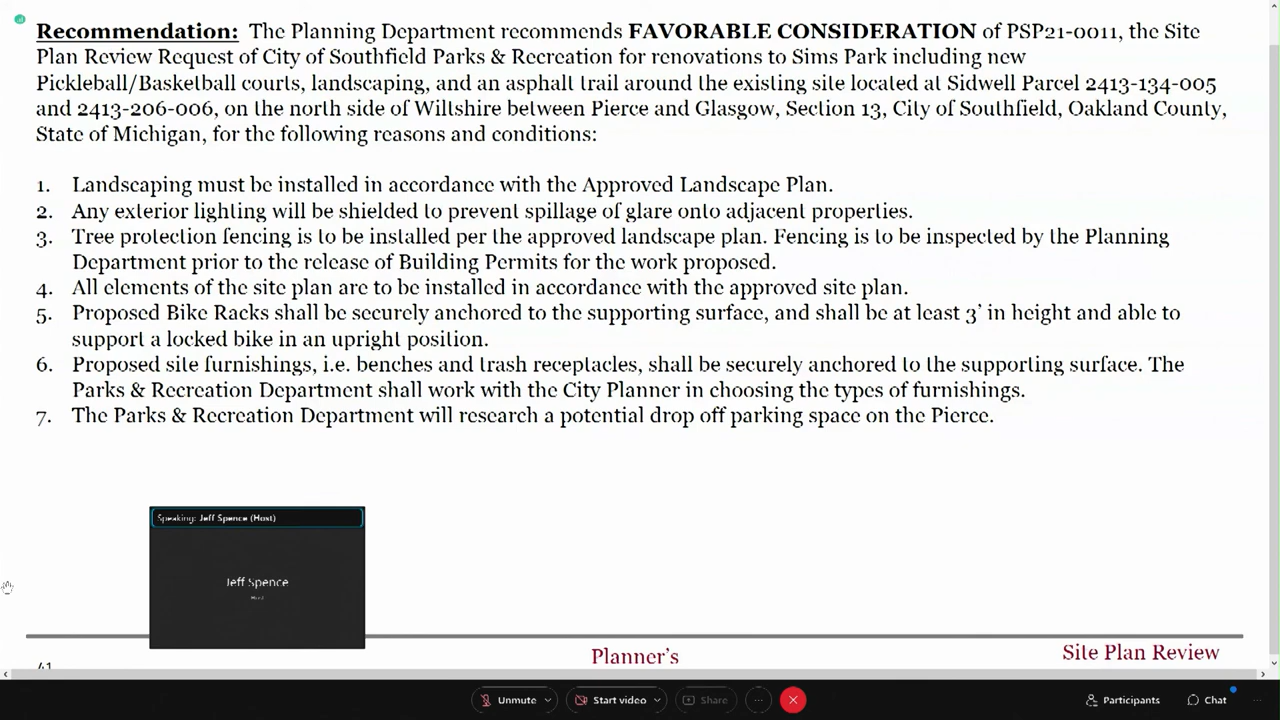 Recommendation: The Planning Department recommends FAVORABLE CONSIDERATION of PSP21-0011, the Site
Plan Review Request of City of Southfield Parks & Recreation for renovations to Sims Park including new
Pickleball/Basketball courts, landscaping, and an asphalt trail around the existing site located at Sidwell Parcel 2413-134-005
and 2413-206-006, on the north side of Wiltshire between Pierce and Glasgow, Section 13, City of Southfield, Oakland County,
State of Michigan, for the following reasons and conditions:
1. Landscaping must be installed in accordance with the Approved Landscape Plan.
2. Any exterior lighting will be shielded to prevent spillage of glare onto adjacent properties.
3. Tree protection fencing is to be installed per the approved landscape plan. Fencing is to be inspected by the Planning
Department prior to the release of Building Permits for the work proposed.
4. All elements of the site plan are to be installed in accordance with the approved site plan.
5. Proposed Bike Racks shall be securely anchored to the supporting surface, and shall be at least 3' in height and able to
support a locked bike in an upright position.
6. Proposed site furnishings, i.e. benches and trash receptacles, shall be securely anchored to the supporting surface. The
Parks & Recreation Department shall work with the City Planner in choosing the types of furnishings.
7. The Parks & Recreation Department will research a potential drop off parking space on the Pierce.
Speaking: Jeff Spence (Host)
Jeff Spence
Host
41
Planner's
Site Plan Review
Unmute
Start video
Share
Participants
Chat